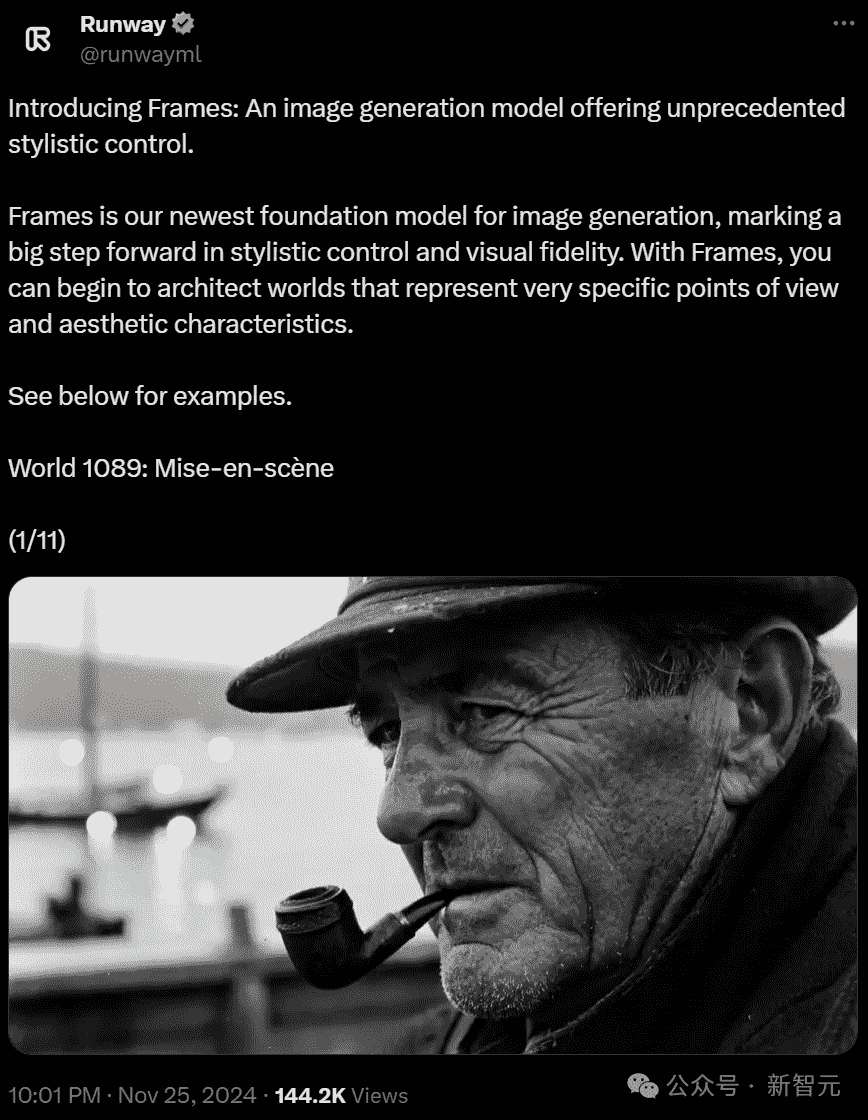 Runway
@runwayml
Introducing Frames: An image generation model offering unprecedented
stylistic control.
Frames is our newest foundation model for image generation, marking a
big step forward in stylistic control and visual fidelity. With Frames, you
can begin to architect worlds that represent very specific points of view
and aesthetic characteristics.
See below for examples.
World 1089: Mise-en-scène
(1/11)
10:01 PM · Nov 25, 2024 · 144.2K Views
公众号 · 新智元